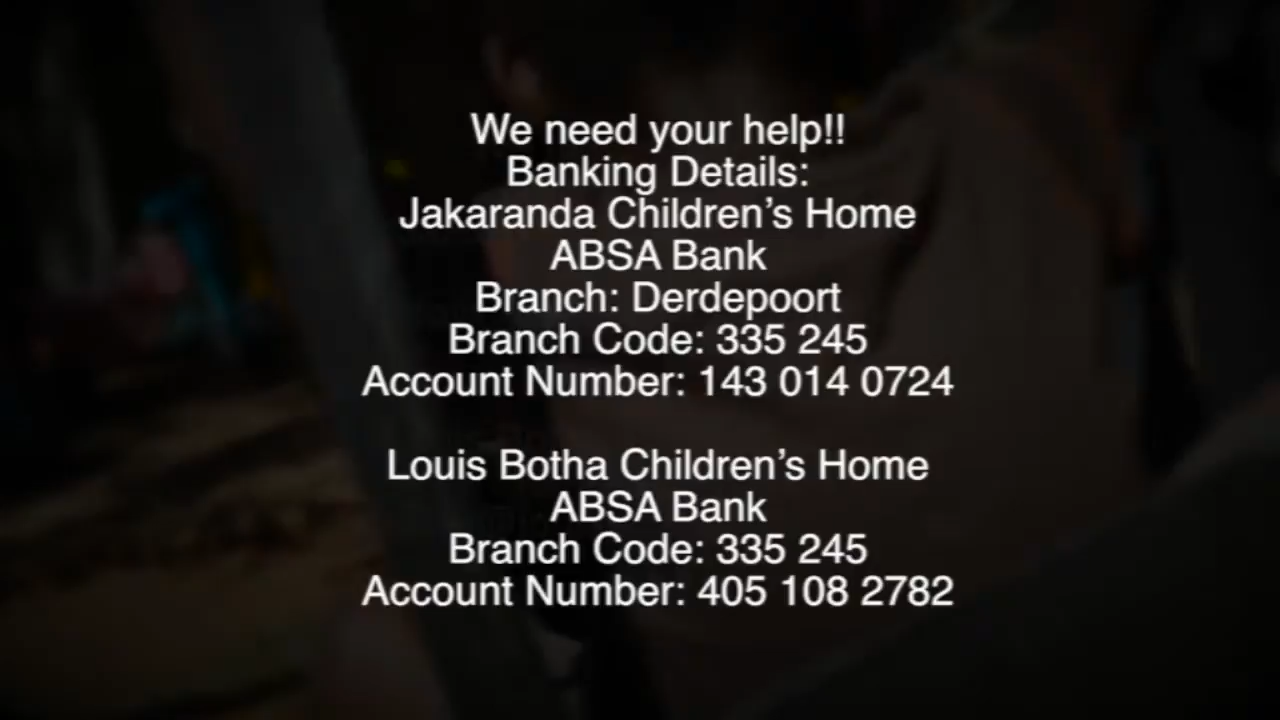 We need your help!!
Banking Details:
Jakaranda Children’s Home
ABSA Bank
Branch: Derdepoort
Branch Code: 335 245
Account Number: 143 014 0724
Louis Botha Children’s Home
ABSA Bank
Branch Code: 335 245
Account Number: 405 108 2782